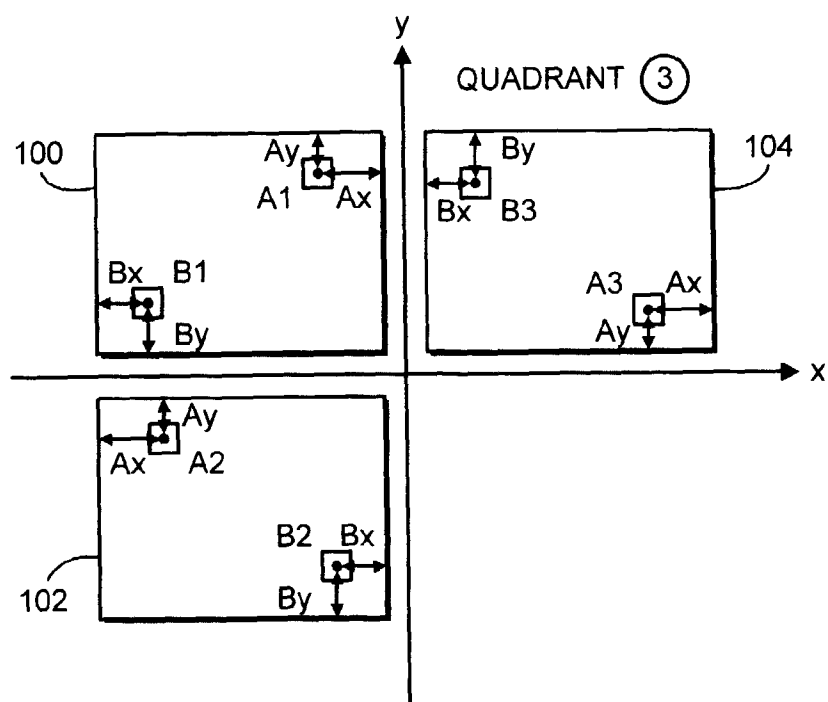 y
QUADRANT 3
100
Ay
A1 Ax
Bx B1
By
By
Bx B3
104
A3 Ax
Ay
x
Ay
Ax A2
B2 Bx
By
102